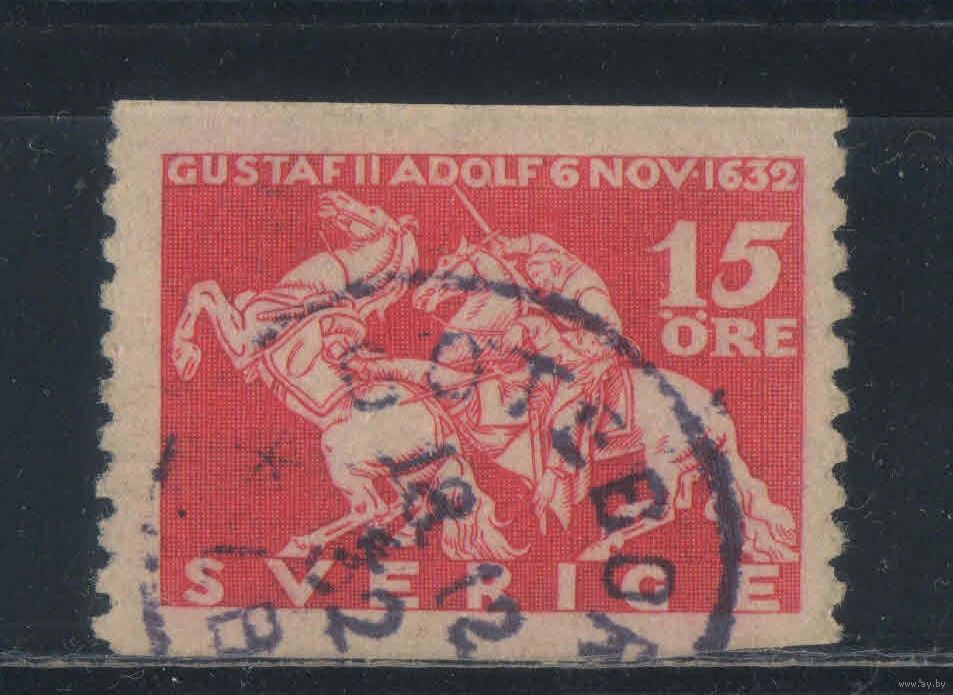 GUSTAF II ADOLF 6 NOV. 1632
15
ÖRE
SVERIGE
www.ay.by